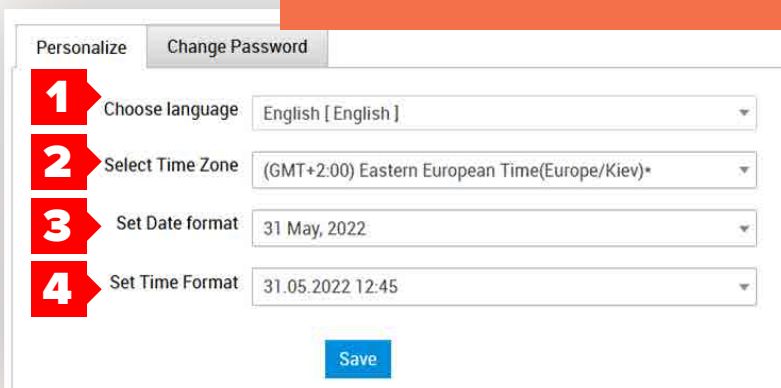 Personalize Change Password
1 Choose language English [ English ]
2 Select Time Zone (GMT+2:00) Eastern European Time(Europe/Kiev)*
3 Set Date format 31 May, 2022
4 Set Time Format 31.05.2022 12:45
Save